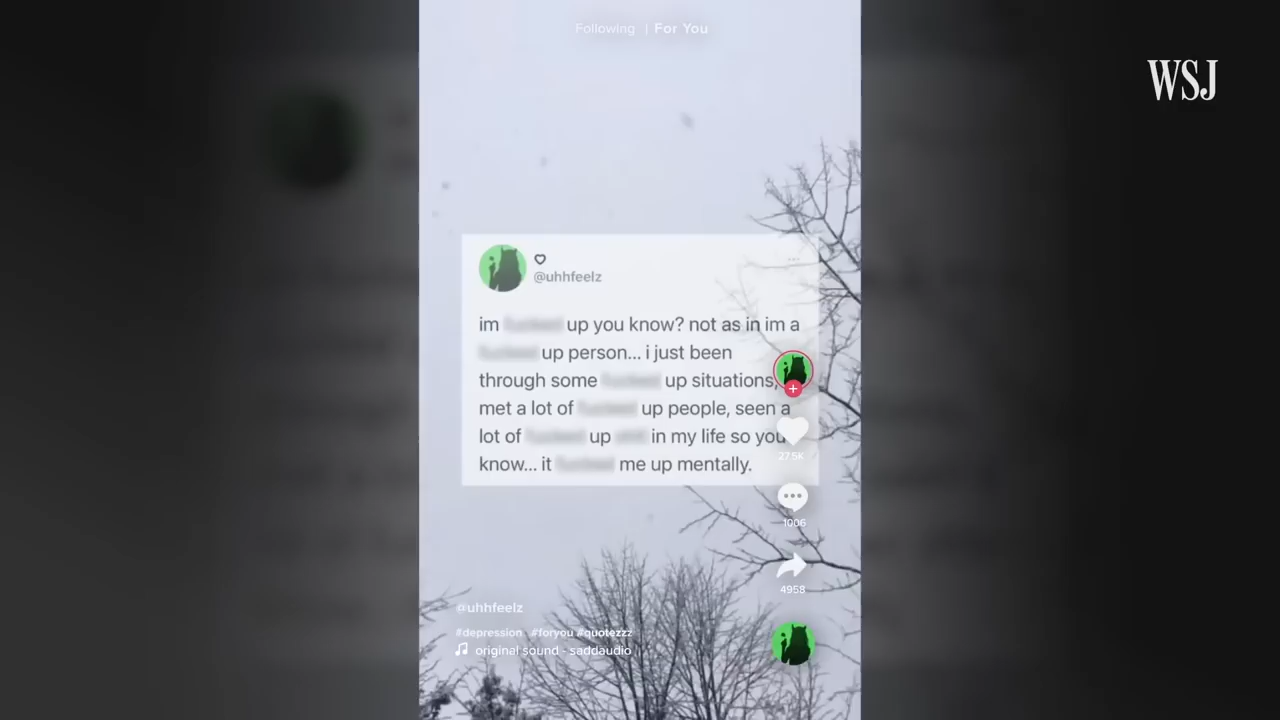 Following | For You
WSJ
@uhhfeelz
im up you know? not as in im a
up person... i just been
through some up situations,
met a lot of up people, seen a
lot of up in my life so you
know... it me up mentally.
27.5K
1006
4958
@uhhfeelz
#depression #foryou #quotezzz
original sound - saddaudio